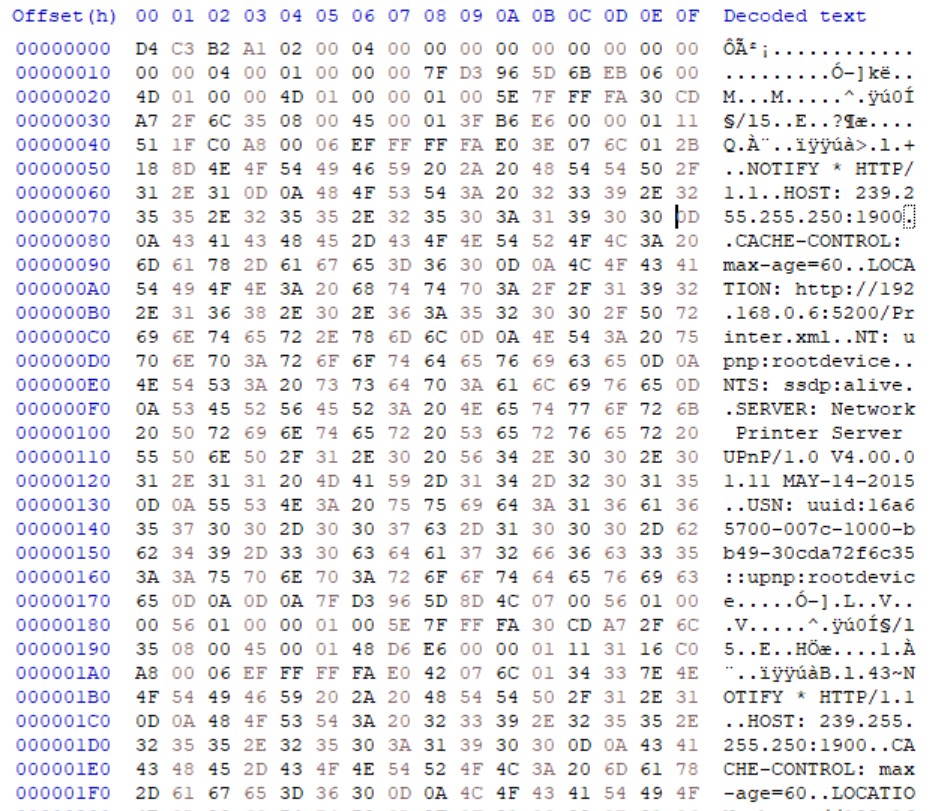 Offset(h) 00 01 02 03 04 05 06 07 08 09 0A 0B 0C 0D 0E 0F Decoded text
00000000 D4 C3 B2 A1 02 00 04 00 00 00 00 00 00 00 00 00 ÔÃ²¡............
00000010 00 00 04 00 01 00 00 00 7F D3 96 5D 6B EB 06 00 .........Ó–]kë..
00000020 4D 01 00 00 4D 01 00 00 01 00 5E 7F FF FA 30 CD M...M.....^.ÿú0Í
00000030 A7 2F 6C 35 08 00 45 00 01 3F B6 E6 00 00 01 11 §/l5..E..?¶æ....
00000040 51 1F C0 A8 00 06 EF FF FF FA E0 3E 07 6C 01 2B Q.À¨..ïÿÿúà>.l.+
00000050 18 8D 4E 4F 54 49 46 59 20 2A 20 48 54 54 50 2F ..NOTIFY * HTTP/
00000060 31 2E 31 0D 0A 48 4F 53 54 3A 20 32 33 39 2E 32 1.1..HOST: 239.2
00000070 35 35 2E 32 35 35 2E 32 35 30 3A 31 39 30 30 0D 55.255.250:1900.
00000080 0A 43 41 43 48 45 2D 43 4F 4E 54 52 4F 4C 3A 20 .CACHE-CONTROL:
00000090 6D 61 78 2D 61 67 65 3D 36 30 0D 0A 4C 4F 43 41 max-age=60..LOCA
000000A0 54 49 4F 4E 3A 20 68 74 74 70 3A 2F 2F 31 39 32 TION: http://192
000000B0 2E 31 36 38 2E 30 2E 36 3A 35 32 30 30 2F 50 72 .168.0.6:5200/Pr
000000C0 69 6E 74 65 72 2E 78 6D 6C 0D 0A 4E 54 3A 20 75 inter.xml..NT: u
000000D0 70 6E 70 3A 72 6F 6F 74 64 65 76 69 63 65 0D 0A pnp:rootdevice..
000000E0 4E 54 53 3A 20 73 73 64 70 3A 61 6C 69 76 65 0D NTS: ssdp:alive.
000000F0 0A 53 45 52 56 45 52 3A 20 4E 65 74 77 6F 72 6B .SERVER: Network
00000100 20 50 72 69 6E 74 65 72 20 53 65 72 76 65 72 20 Printer Server
00000110 55 50 6E 50 2F 31 2E 30 20 56 34 2E 30 30 2E 30 UPnP/1.0 V4.00.0
00000120 31 2E 31 31 20 4D 41 59 2D 31 34 2D 32 30 31 35 1.11 MAY-14-2015
00000130 0D 0A 55 53 4E 3A 20 75 75 69 64 3A 31 36 61 36 ..USN: uuid:16a6
00000140 35 37 30 30 2D 30 30 37 63 2D 31 30 30 30 2D 62 5700-007c-1000-b
00000150 62 34 39 2D 33 30 63 64 61 37 32 66 36 63 33 35 b49-30cda72f6c35
00000160 3A 3A 75 70 6E 70 3A 72 6F 6F 74 64 65 76 69 63 ::upnp:rootdevic
00000170 65 0D 0A 0D 0A 7F D3 96 5D 8D 4C 07 00 56 01 00 e.....Ó–].L..V..
00000180 00 56 01 00 00 01 00 5E 7F FF FA 30 CD A7 2F 6C .V.....^.ÿú0Í§/l
00000190 35 08 00 45 00 01 48 D6 E6 00 00 01 11 31 16 C0 5..E..HÖæ....1.À
000001A0 A8 00 06 EF FF FF FA E0 42 07 6C 01 34 33 7E 4E ¨..ïÿÿúàB.l.43~N
000001B0 4F 54 49 46 59 20 2A 20 48 54 54 50 2F 31 2E 31 OTIFY * HTTP/1.1
000001C0 0D 0A 48 4F 53 54 3A 20 32 33 39 2E 32 35 35 2E ..HOST: 239.255.
000001D0 32 35 35 2E 32 35 30 3A 31 39 30 30 0D 0A 43 41 255.250:1900..CA
000001E0 43 48 45 2D 43 4F 4E 54 52 4F 4C 3A 20 6D 61 78 CHE-CONTROL: max
000001F0 2D 61 67 65 3D 36 30 0D 0A 4C 4F 43 41 54 49 4F -age=60..LOCATIO